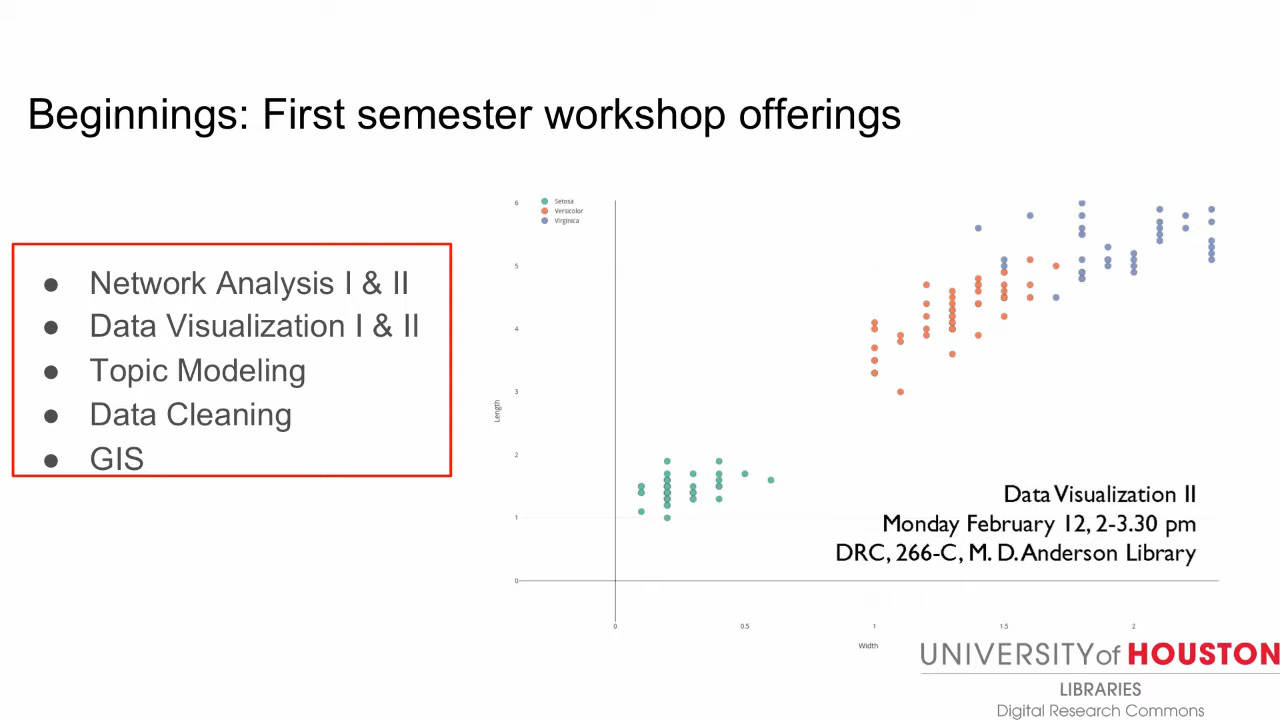 Beginnings: First semester workshop offerings
● Network Analysis I & II
● Data Visualization I & II
● Topic Modeling
● Data Cleaning
● GIS
Setosa
Versicolor
Virginica
6
5
4
3
2
1
0
Length
0
0.5
1
1.5
2
Width
Data Visualization II
Monday February 12, 2-3.30 pm
DRC, 266-C, M. D. Anderson Library
UNIVERSITY of HOUSTON
LIBRARIES
Digital Research Commons